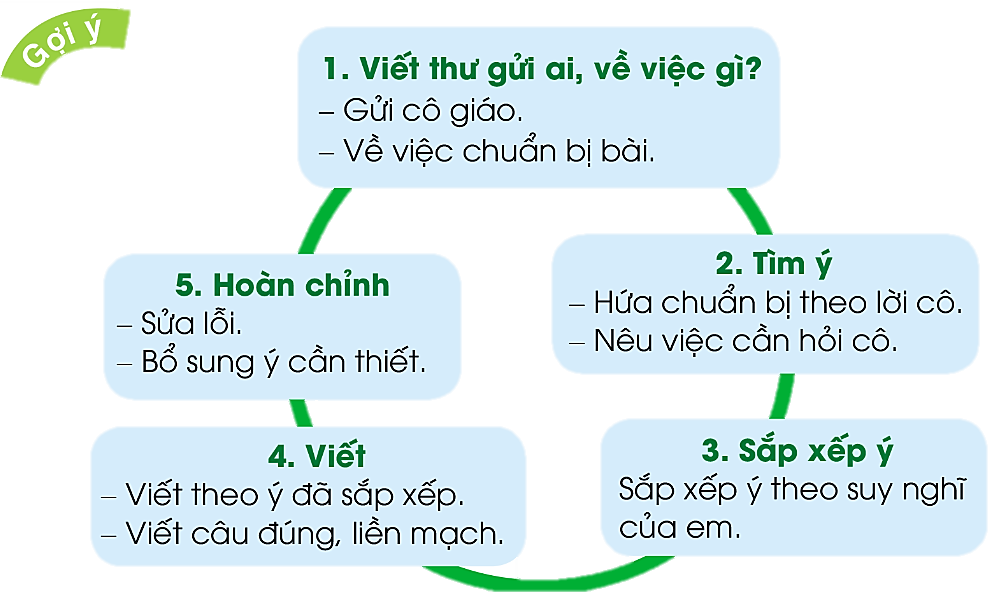 Gợi ý
1. Viết thư gửi ai, về việc gì?
– Gửi cô giáo.
– Về việc chuẩn bị bài.
2. Tìm ý
– Hứa chuẩn bị theo lời cô.
– Nêu việc cần hỏi cô.
3. Sắp xếp ý
Sắp xếp ý theo suy nghĩ
của em.
4. Viết
– Viết theo ý đã sắp xếp.
– Viết câu đúng, liền mạch.
5. Hoàn chỉnh
– Sửa lỗi.
– Bổ sung ý cần thiết.